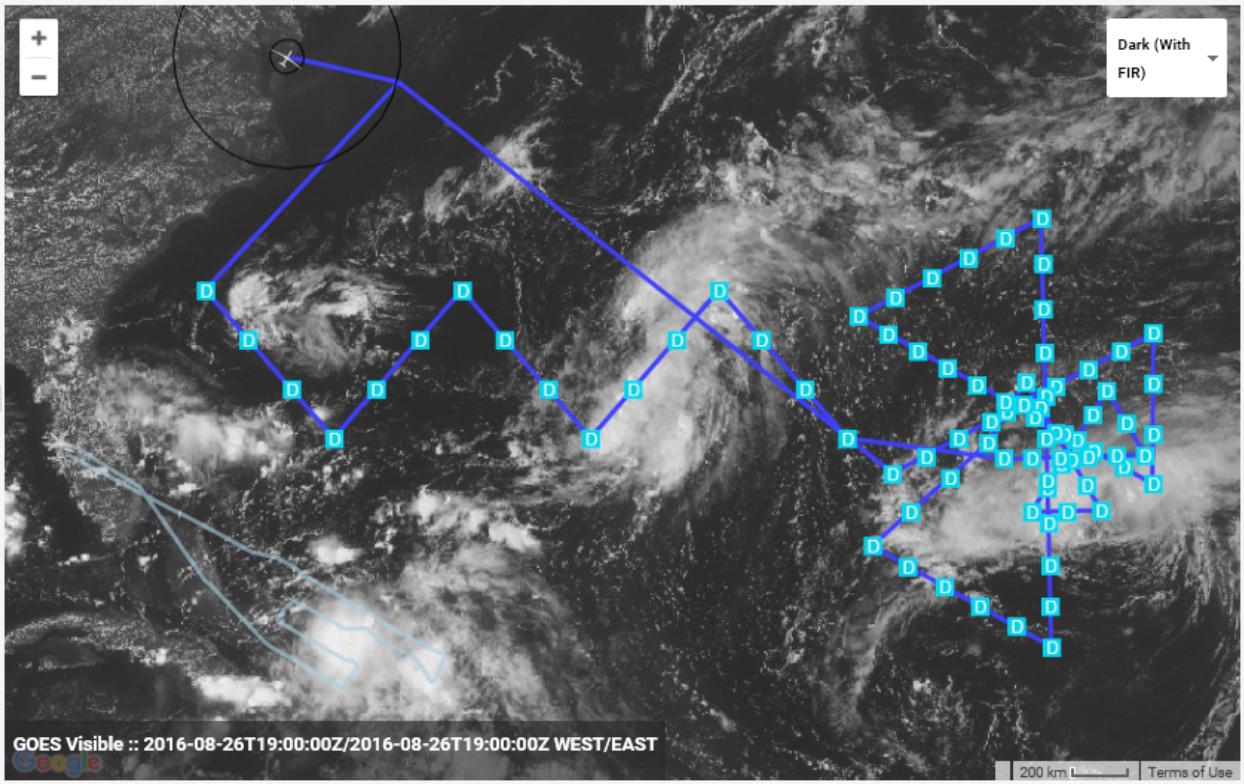 +
−
Dark (With
FIR)
D D D D D D D D D D D D D D D D
GOES Visible :: 2016-08-26T19:00:00Z/2016-08-26T19:00:00Z WEST/EAST
Google
200 km
Terms of Use